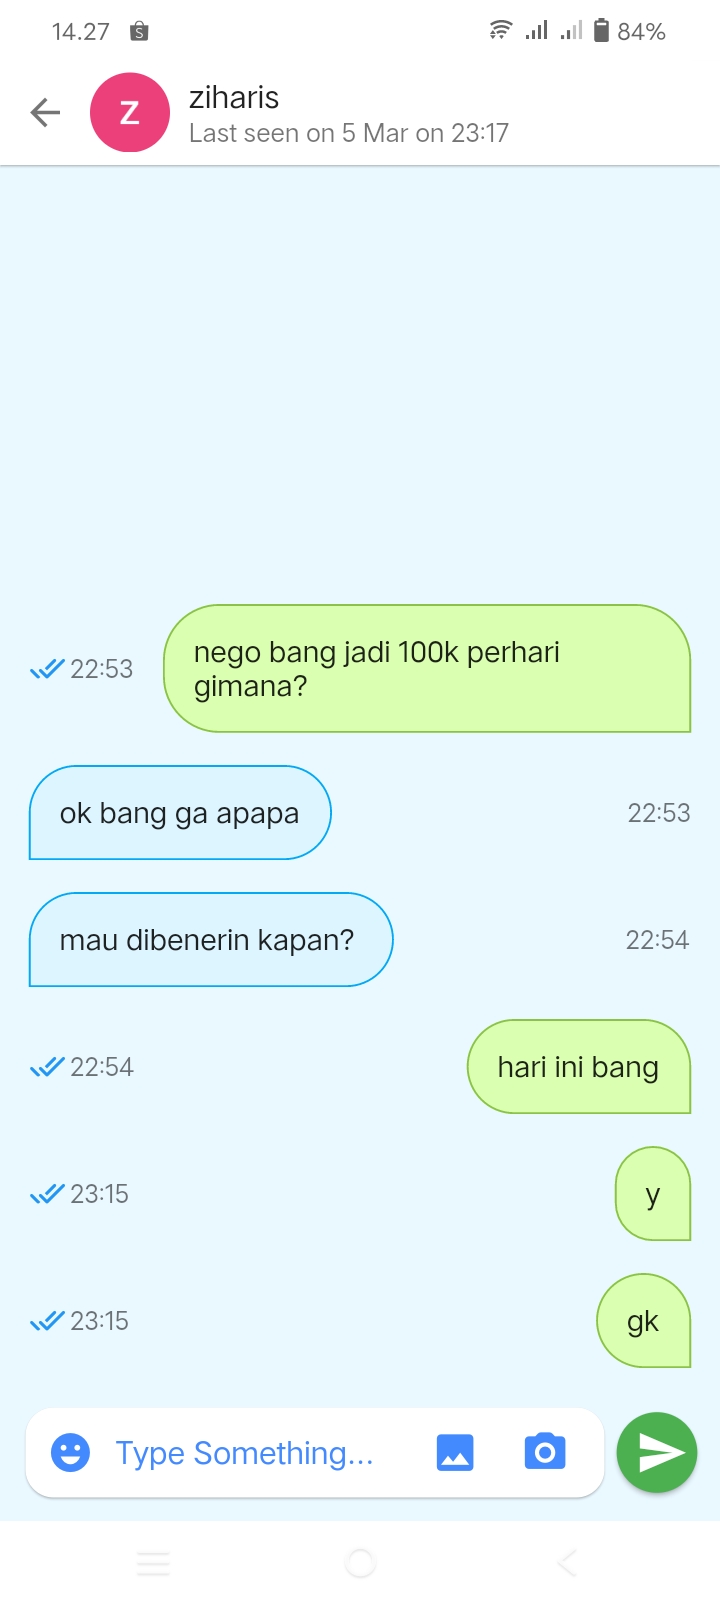 14.27
84%
Z
ziharis
Last seen on 5 Mar on 23:17
22:53
nego bang jadi 100k perhari
gimana?
ok bang ga apapa
22:53
mau dibenerin kapan?
22:54
22:54
hari ini bang
23:15
y
23:15
gk
Type Something...